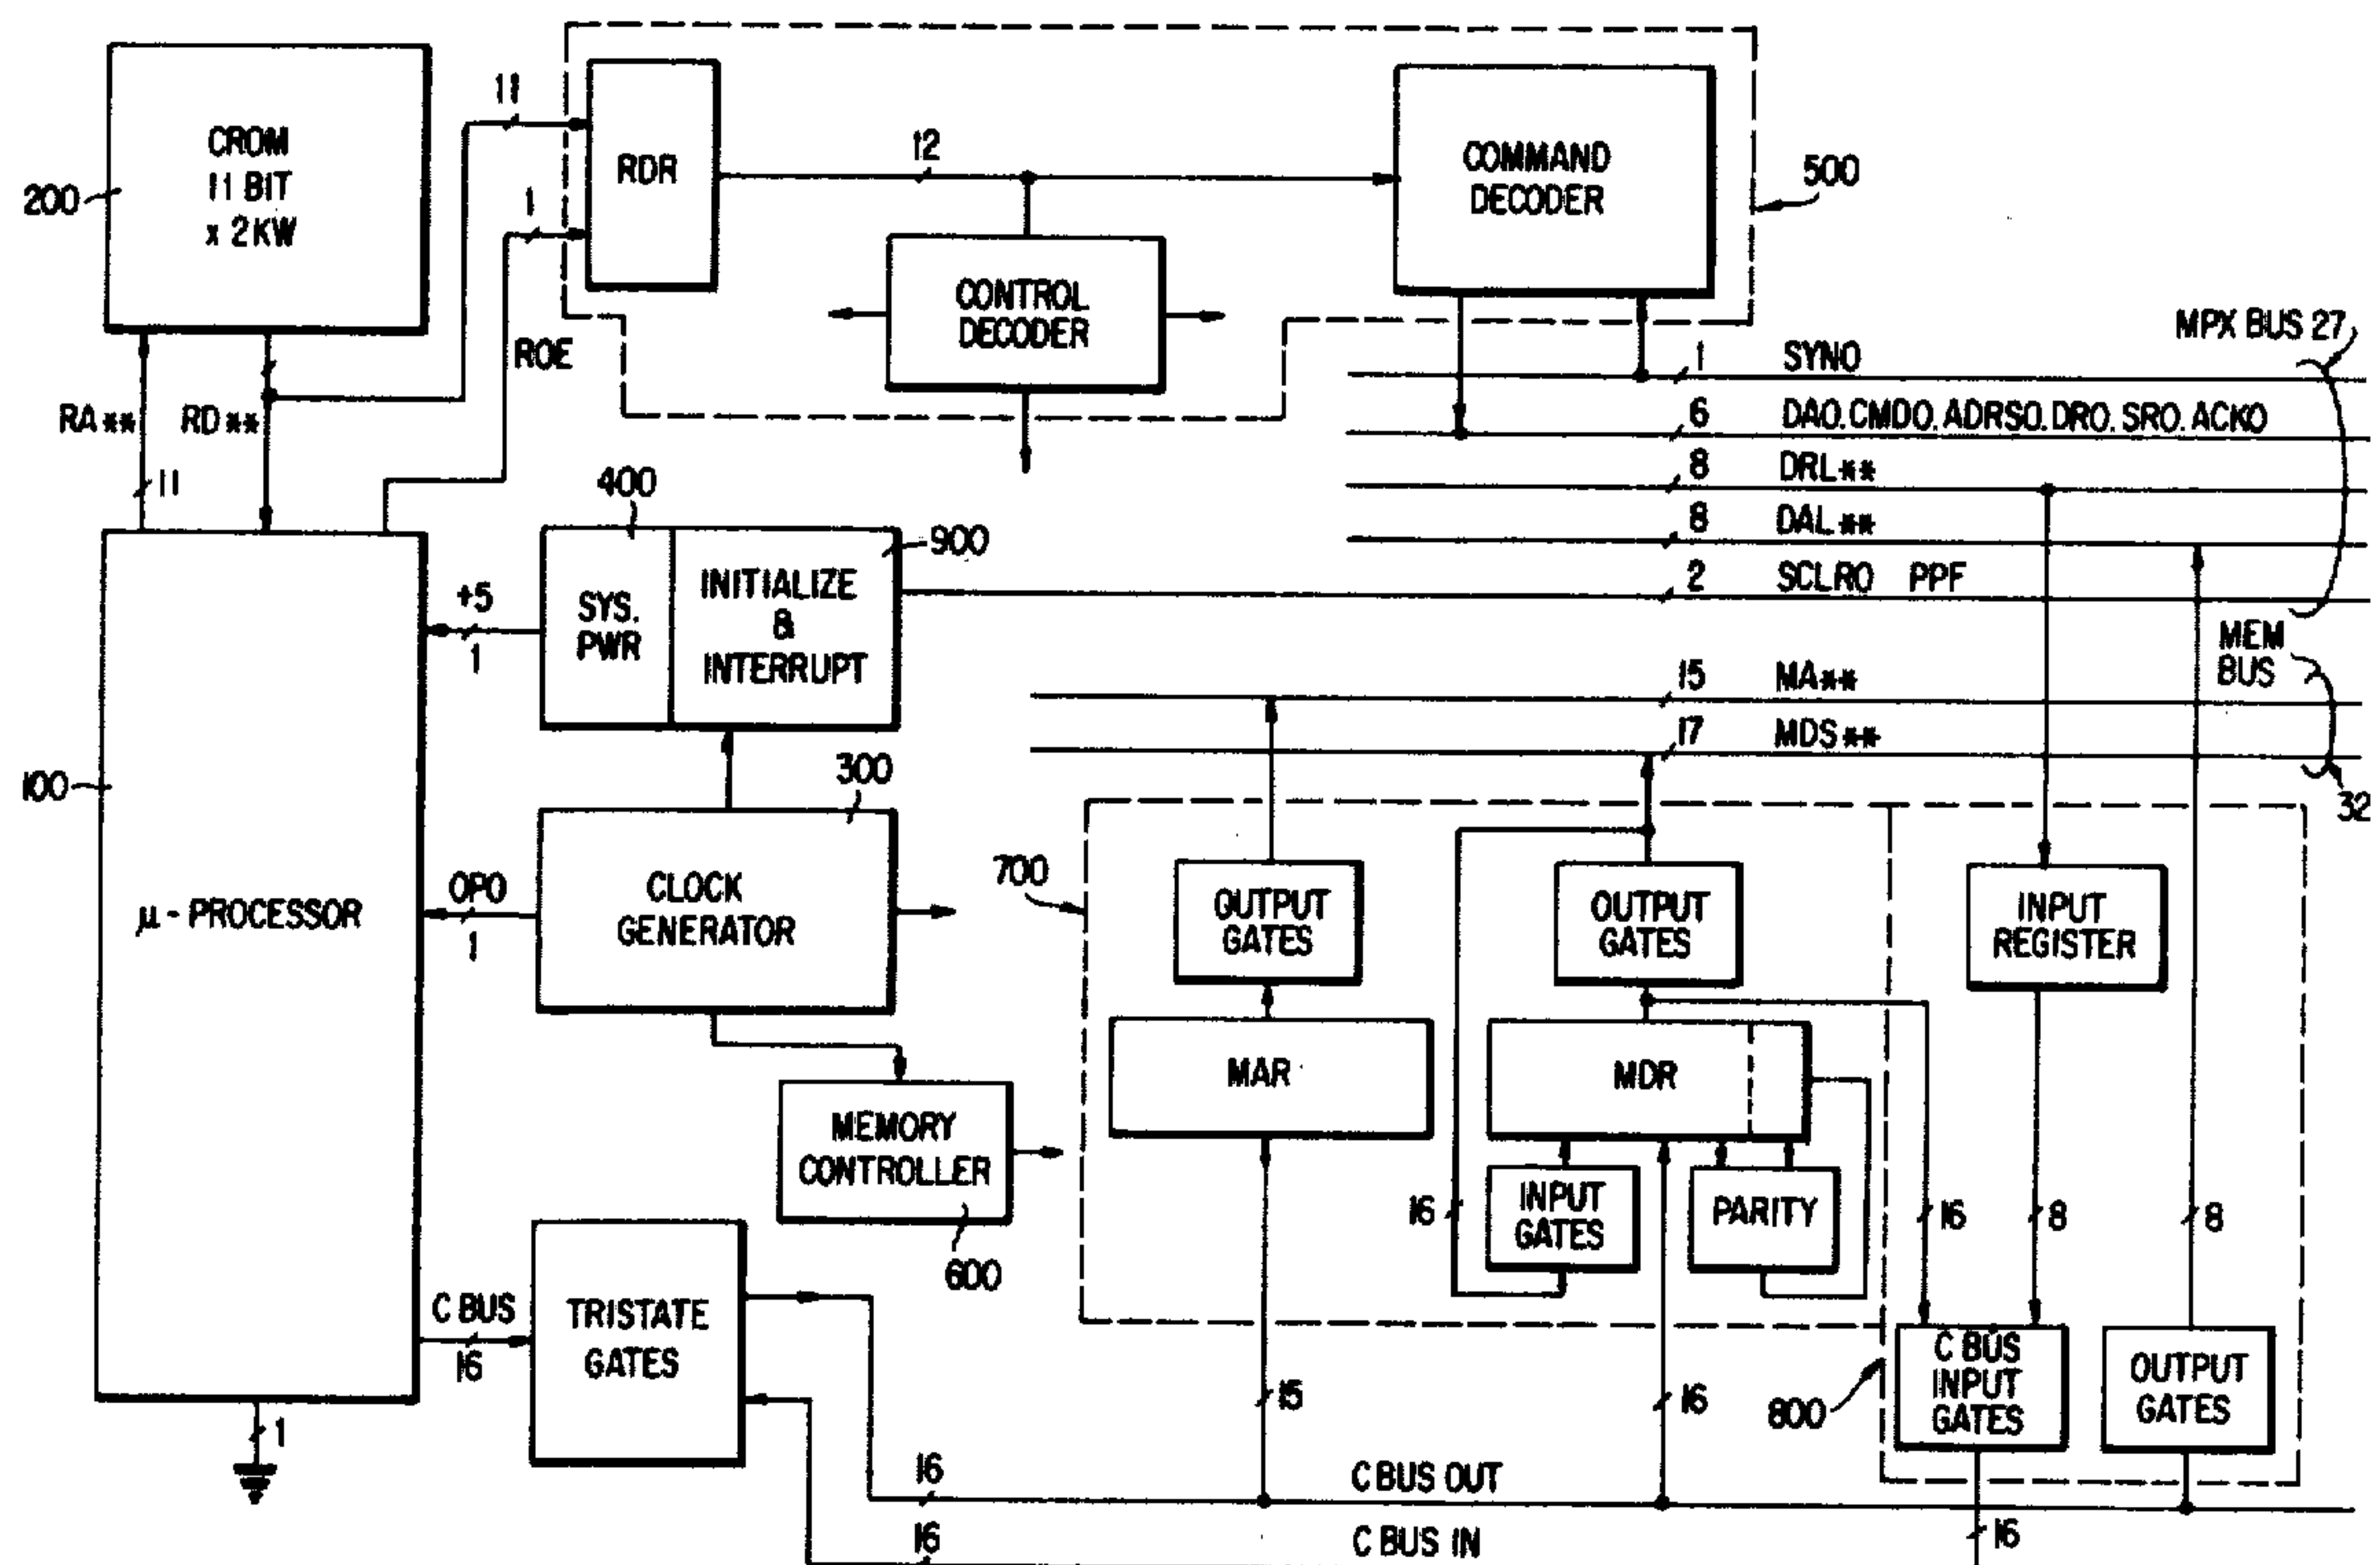 CROM
11 BIT
x 2KW
200
11
1
RDR
12
COMMAND
DECODER
500
CONTROL
DECODER
ROE
RA**
RD**
11
MPX BUS 27
1 SYNO
6 DAO. CMDO. ADRSO. DRO. SRO. ACKO
8 DRL**
8 DAL**
2 SCLRO PPF
400
900
SYS.
PWR
INITIALIZE
&
INTERRUPT
+5
1
MEM
BUS
15 MA**
17 MDS**
32
100
μ-PROCESSOR
300
CLOCK
GENERATOR
OPO
1
700
OUTPUT
GATES
OUTPUT
GATES
INPUT
REGISTER
MAR
MDR
MEMORY
CONTROLLER
600
16
INPUT
GATES
PARITY
16
8
8
C BUS
16
TRISTATE
GATES
15
16
800
C BUS
INPUT
GATES
OUTPUT
GATES
1
16
C BUS OUT
16
C BUS IN
16